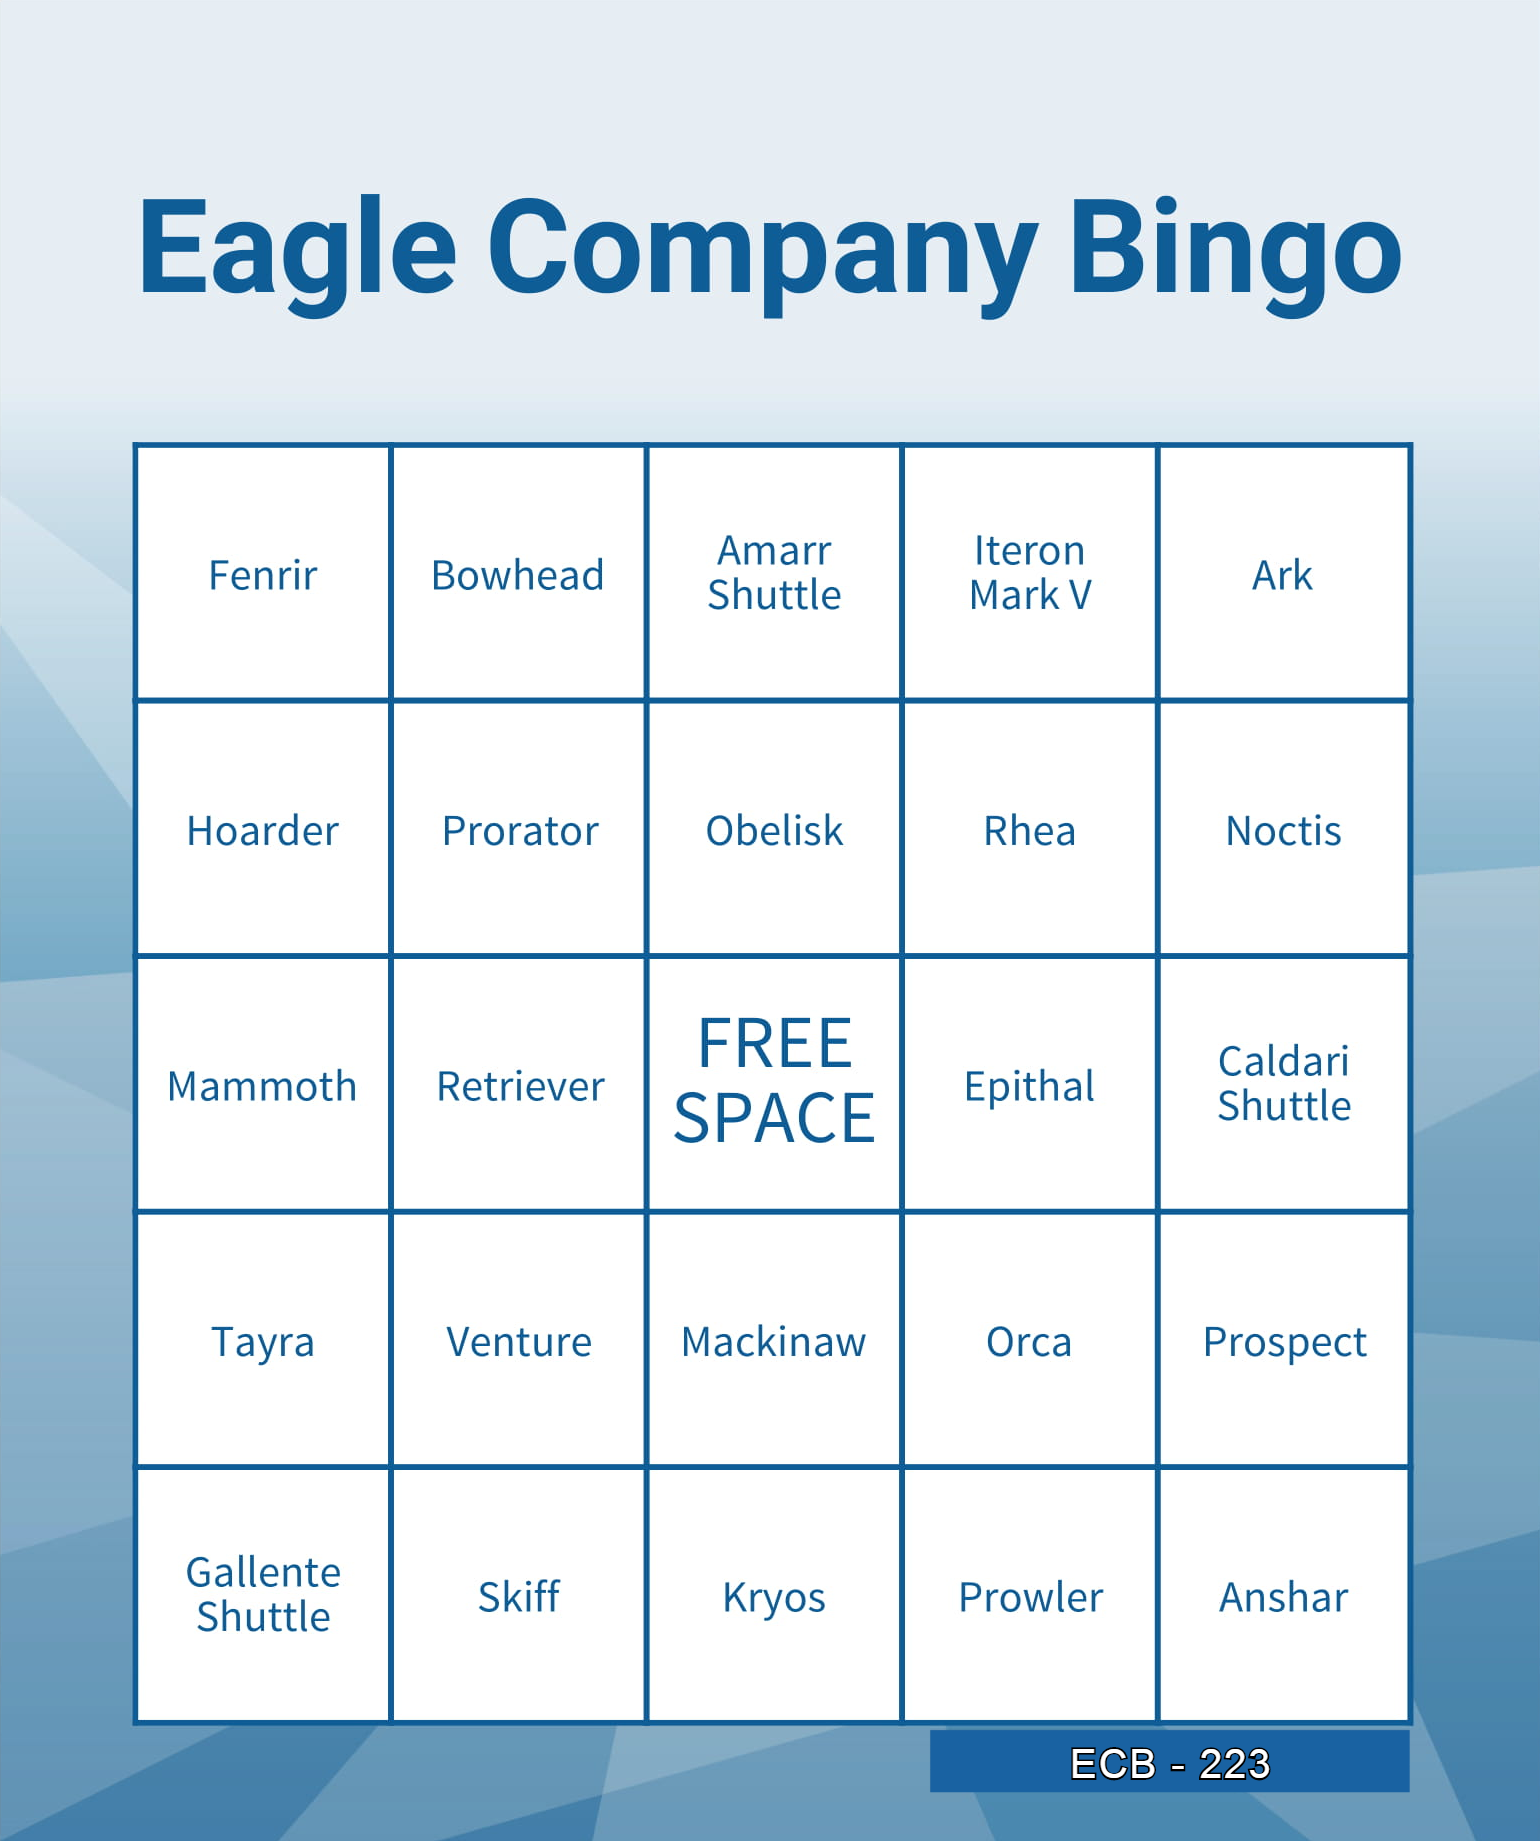 Eagle Company Bingo
Fenrir
Bowhead
Amarr
Shuttle
Iteron
Mark V
Ark
Hoarder
Prorator
Obelisk
Rhea
Noctis
Mammoth
Retriever
FREE
SPACE
Epithal
Caldari
Shuttle
Tayra
Venture
Mackinaw
Orca
Prospect
Gallente
Shuttle
Skiff
Kryos
Prowler
Anshar
ECB - 223